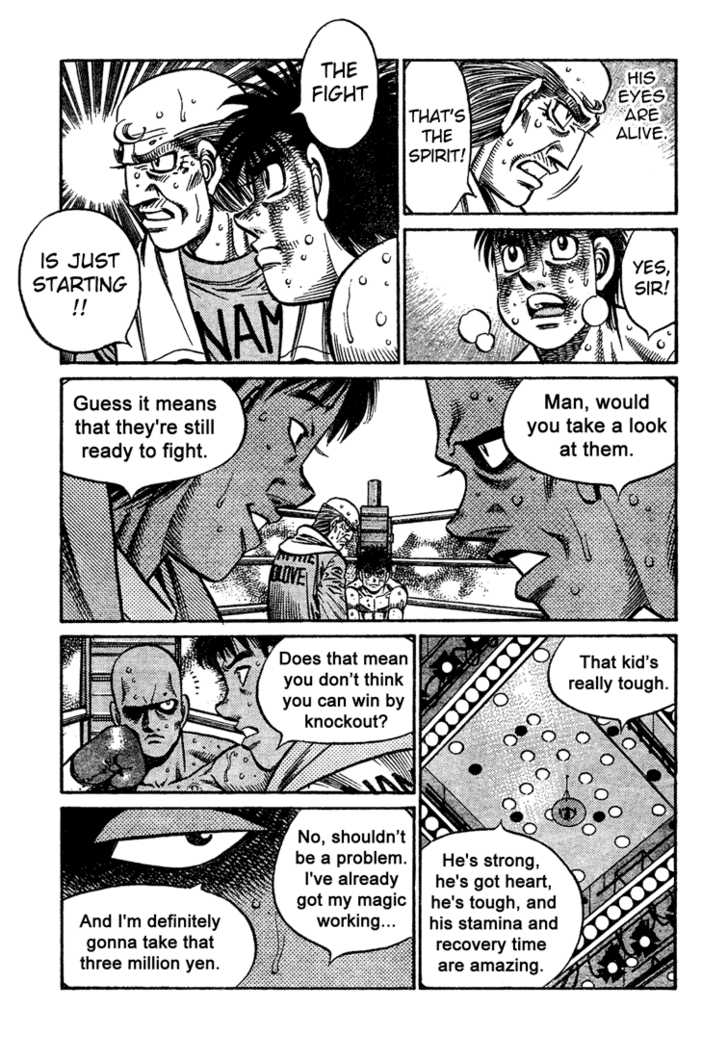 HIS
EYES
ARE
ALIVE.
THAT'S
THE
SPIRIT!
YES,
SIR!
THE
FIGHT
IS JUST
STARTING
!!
NAM
Man, would
you take a look
at them.
Guess it means
that they're still
ready to fight.
LOVE
That kid's
really tough.
He's strong,
he's got heart,
he's tough, and
his stamina and
recovery time
are amazing.
Does that mean
you don't think
you can win by
knockout?
No, shouldn't
be a problem.
I've already
got my magic
working...
And I'm definitely
gonna take that
three million yen.